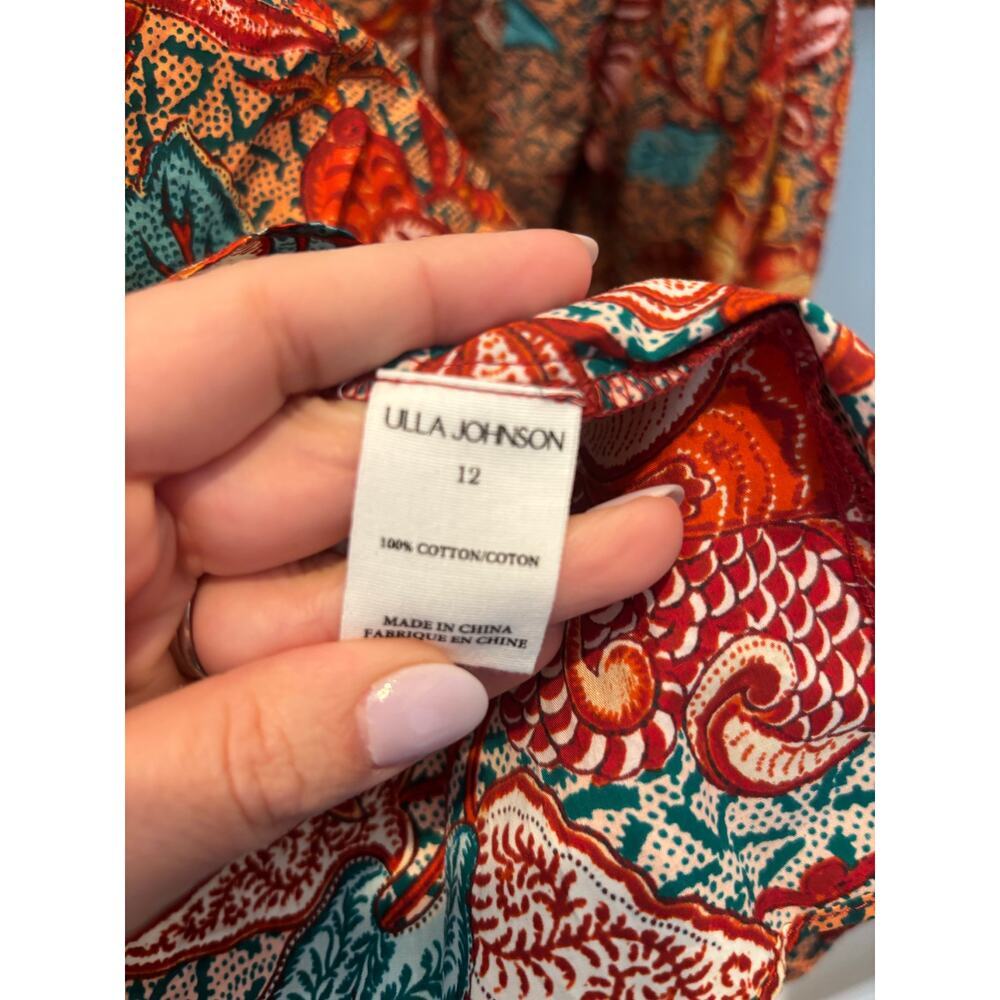 ULLA JOHNSON
12
100% COTTON/COTON
MADE IN CHINA
FABRIQUE EN CHINE